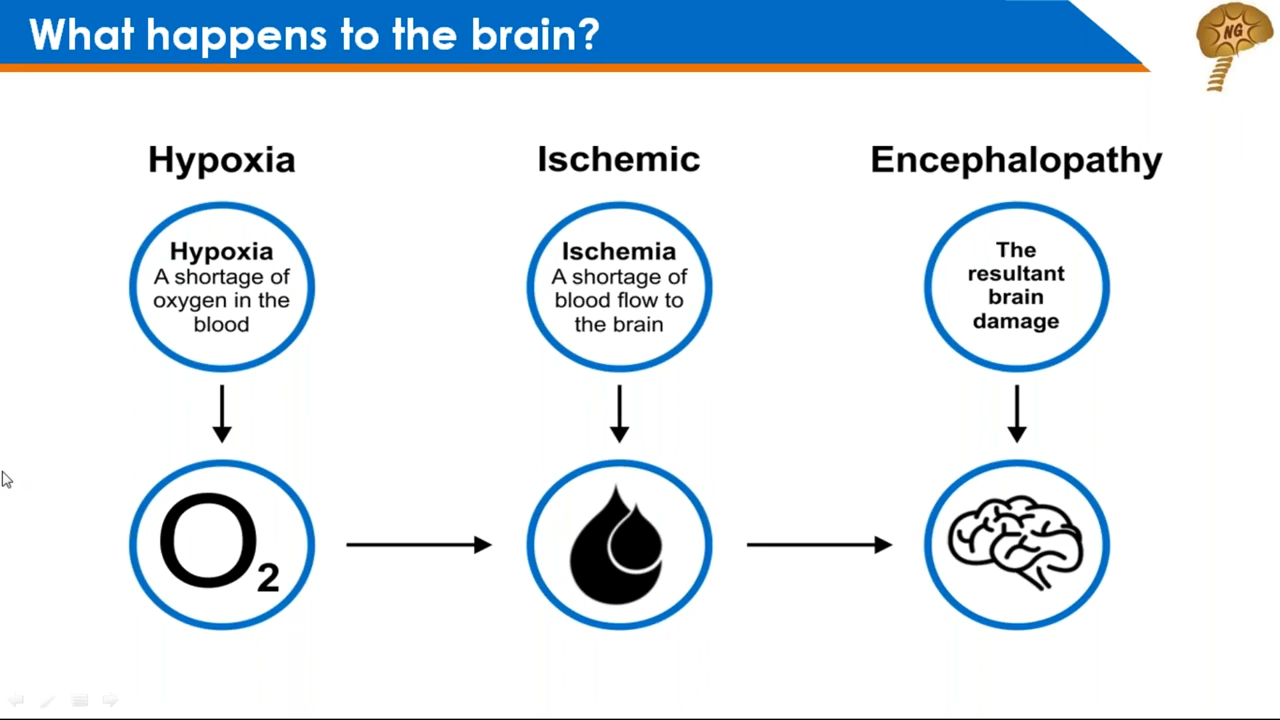 What happens to the brain?
NG
Hypoxia
Ischemic
Encephalopathy
Hypoxia
A shortage of
oxygen in the
blood
Ischemia
A shortage of
blood flow to
the brain
The
resultant
brain
damage
O2